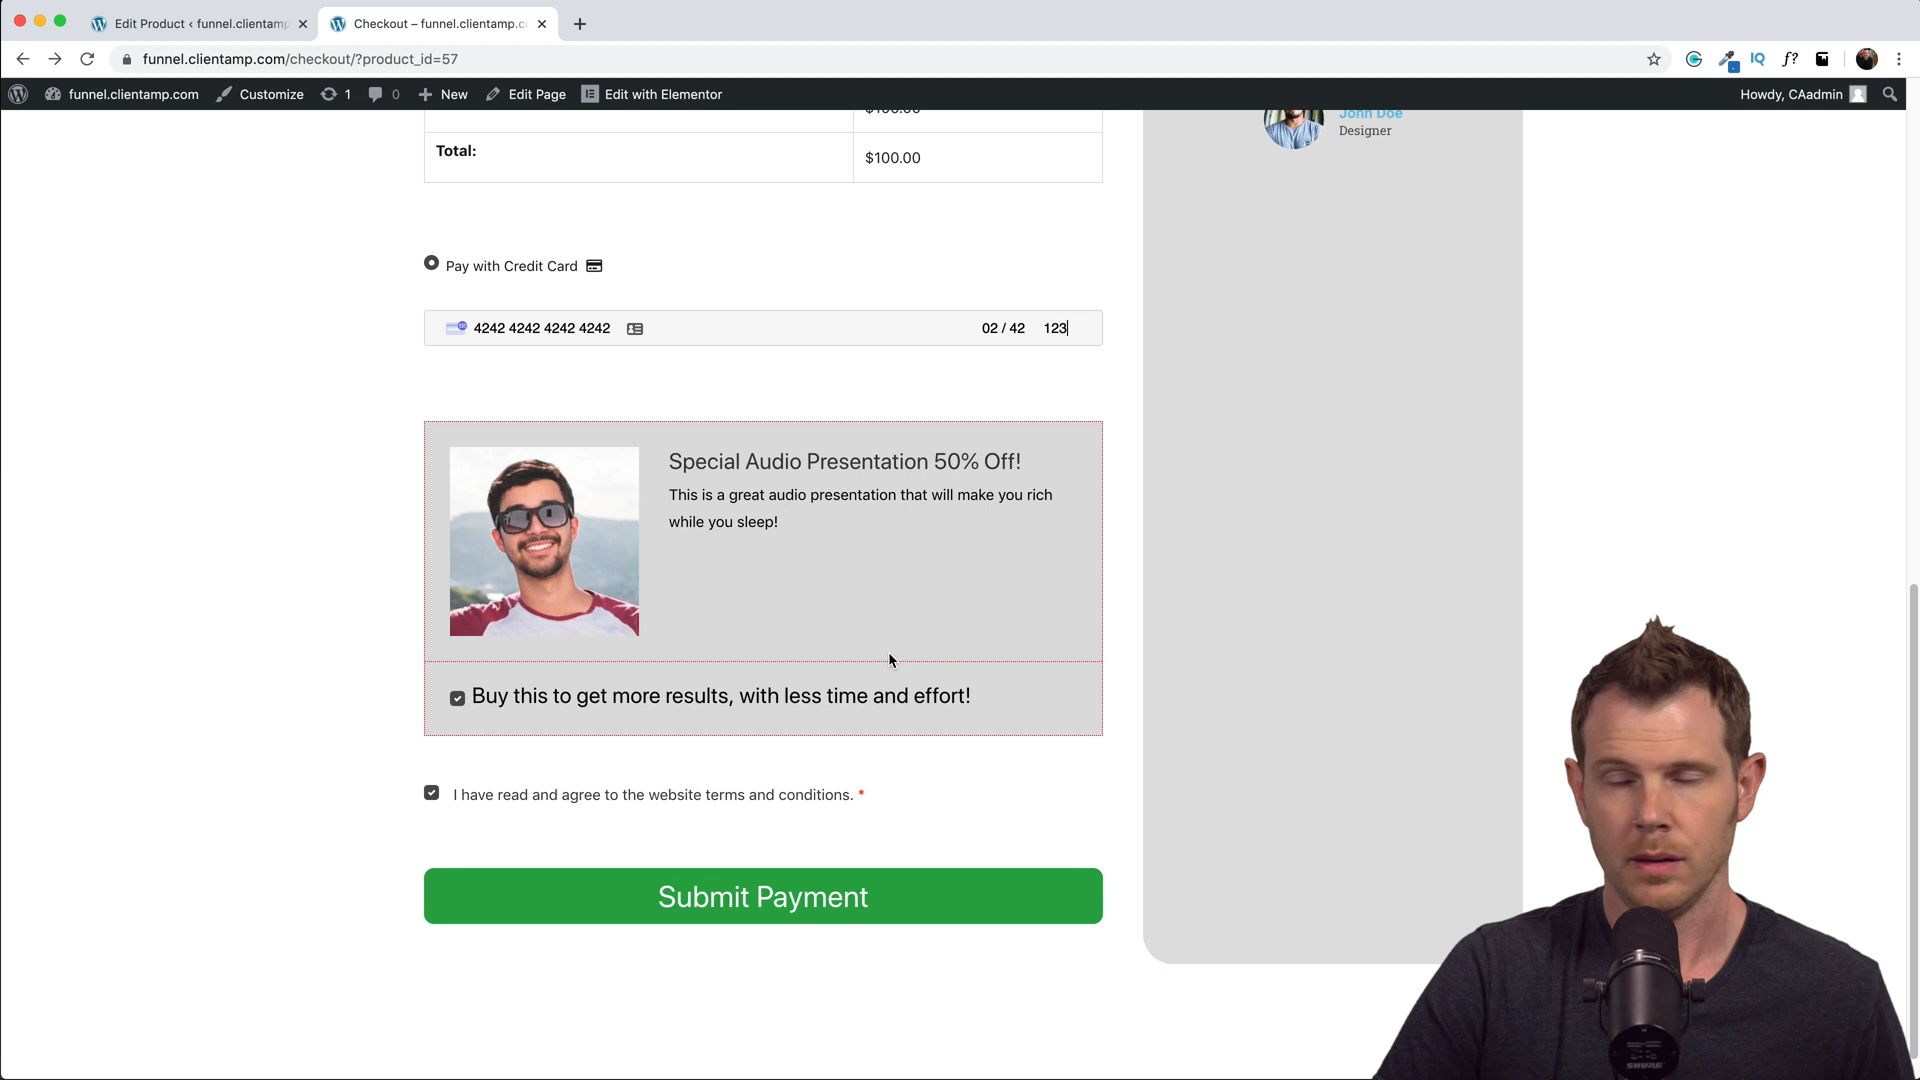 Edit Product ‹ funnel.clientamp
Checkout – funnel.clientamp.c
funnel.clientamp.com/checkout/?product_id=57
IQ
f?
funnel.clientamp.com
Customize
1
0
New
Edit Page
Edit with Elementor
Howdy, CAadmin
$100.00
John Doe
Designer
Total:
$100.00
Pay with Credit Card
4242 4242 4242 4242
02 / 42
123
Special Audio Presentation 50% Off!
This is a great audio presentation that will make you rich
while you sleep!
Buy this to get more results, with less time and effort!
I have read and agree to the website terms and conditions. *
Submit Payment
SHURE